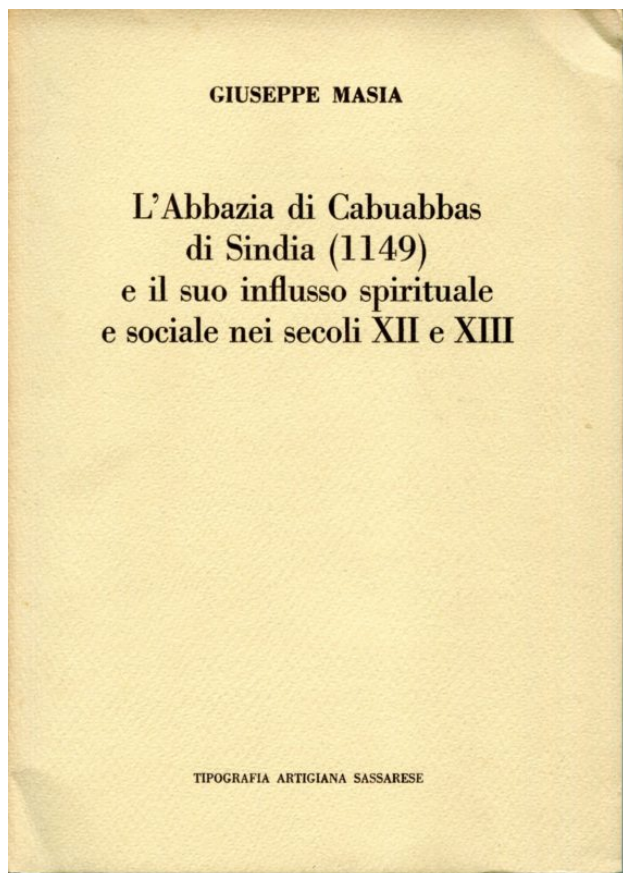 GIUSEPPE MASIA
L'Abbazia di Cabuabbas
di Sindia (1149)
e il suo influsso spirituale
e sociale nei secoli XII e XIII
TIPOGRAFIA ARTIGIANA SASSARESE